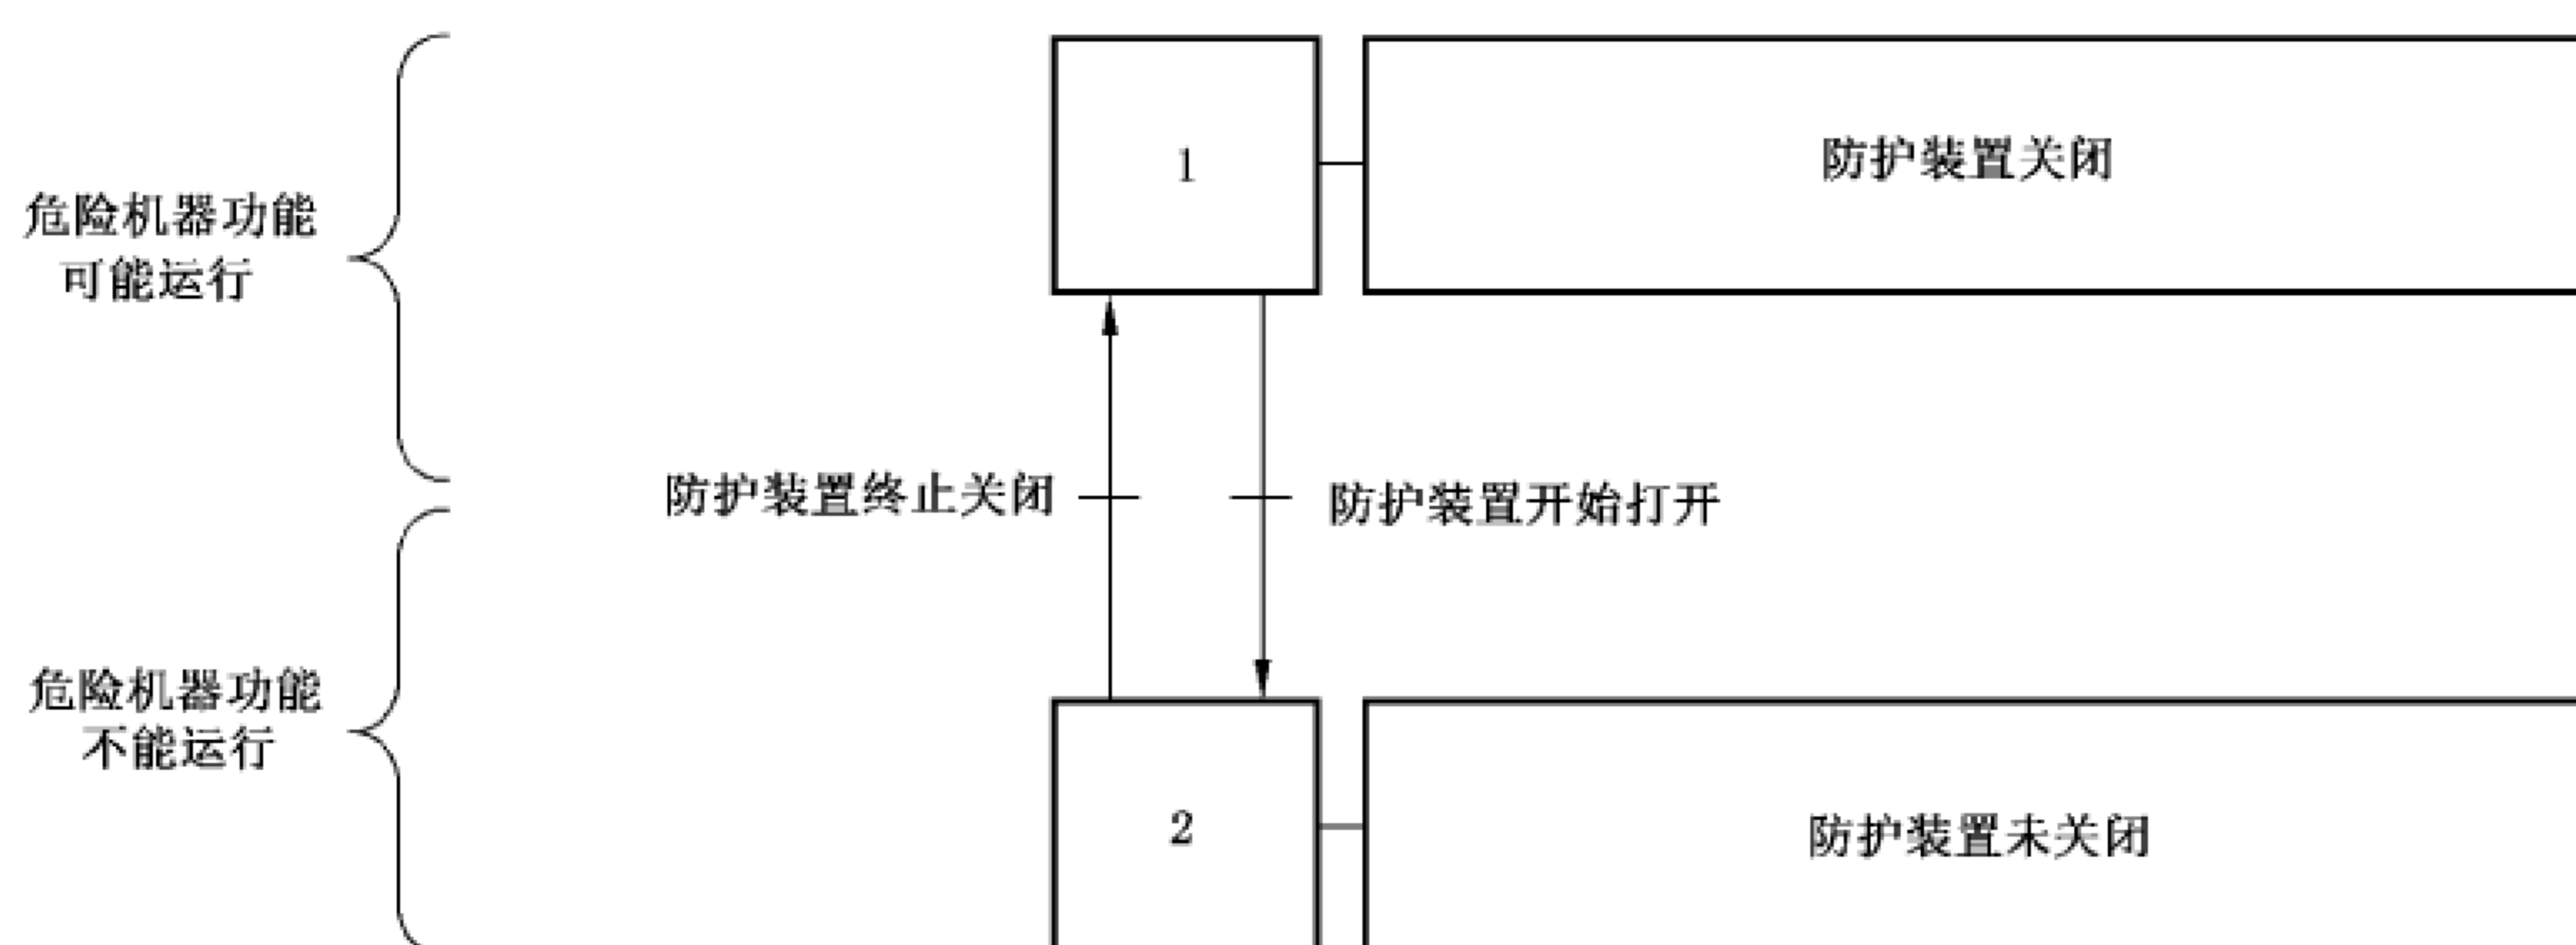 1
防护装置关闭
危险机器功能
可能运行
防护装置终止关闭
防护装置开始打开
危险机器功能
不能运行
2
防护装置未关闭